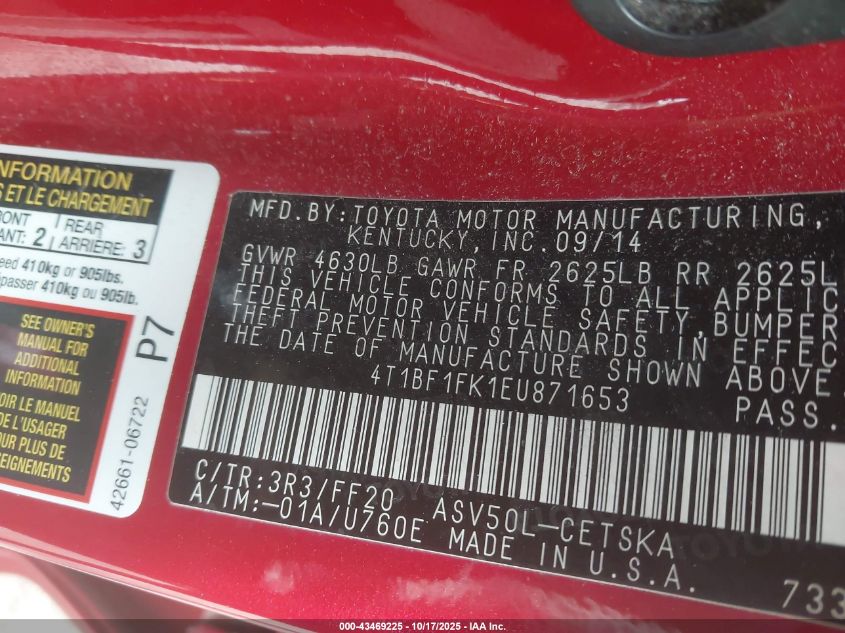 NFORMATION
S ET LE CHARGEMENT
RONT
ANT: 2
REAR
ARRIÈRE: 3
eed 410kg or 905lbs.
passer 410kg ou 905lb.
SEE OWNER'S
MANUAL FOR
ADDITIONAL
INFORMATION
OIR LE MANUEL
DE L'USAGER
OUR PLUS DE
SEIGNEMENTS
P7
42661-06722
MFD. BY: TOYOTA MOTOR MANUFACTURING,
KENTUCKY, INC. 09/14
GVWR 4630LB GAWR FR 2625LB RR 2625L
THIS VEHICLE CONFORMS TO ALL APPLIC
FEDERAL MOTOR VEHICLE SAFETY, BUMPER
THEFT PREVENTION STANDARDS IN EFFEC
THE DATE OF MANUFACTURE SHOWN ABOVE.
4T1BF1FK1EU871653 PASS.
C/TR:3R3/FF20 ASV50L-CETSKA
A/TM:-01A/U760E MADE IN U.S.A.
733
000-43469225 | 10/17/2025 | IAA Inc.